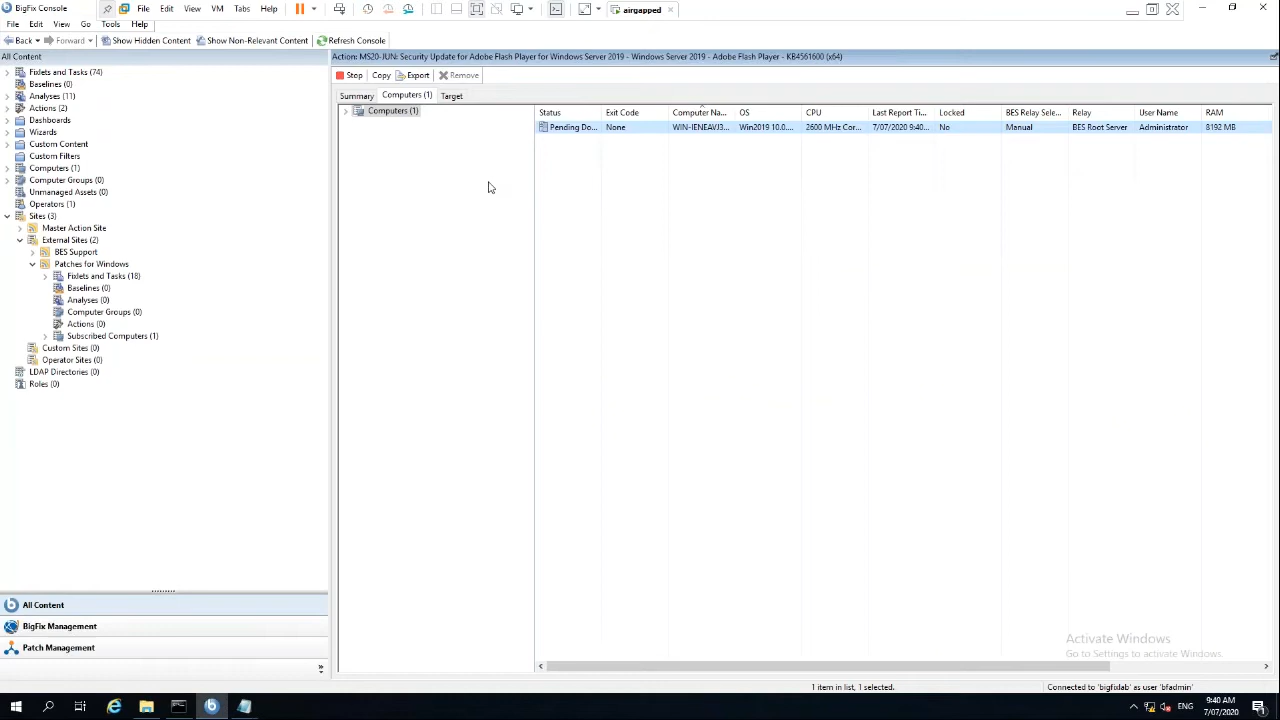 BigFix Console File Edit View VM Tabs Help airgapped
File Edit View Go Tools Help
Back Forward Show Hidden Content Show Non-Relevant Content Refresh Console
All Content
Action: MS20-JUN: Security Update for Adobe Flash Player for Windows Server 2019 - Windows Server 2019 - Adobe Flash Player - KB4561600 (x64)
Stop Copy Export Remove
Summary Computers (1) Target
Computers (1)
Status Exit Code Computer Na... OS CPU Last Report Ti... Locked BES Relay Sele... Relay User Name RAM
Pending Do... None WIN-IENEAVJ3... Win2019 10.0.... 2600 MHz Cor... 7/07/2020 9:40... No Manual BES Root Server Administrator 8192 MB
Fixlets and Tasks (74)
Baselines (0)
Analyses (11)
Actions (2)
Dashboards
Wizards
Custom Content
Custom Filters
Computers (1)
Computer Groups (0)
Unmanaged Assets (0)
Operators (1)
Sites (3)
Master Action Site
External Sites (2)
BES Support
Patches for Windows
Fixlets and Tasks (18)
Baselines (0)
Analyses (0)
Computer Groups (0)
Actions (0)
Subscribed Computers (1)
Custom Sites (0)
Operator Sites (0)
LDAP Directories (0)
Roles (0)
All Content
BigFix Management
Patch Management
Activate Windows
Go to Settings to activate Windows.
1 item in list, 1 selected. Connected to 'bigfixlab' as user 'bfadmin'
ENG 9:40 AM
7/07/2020